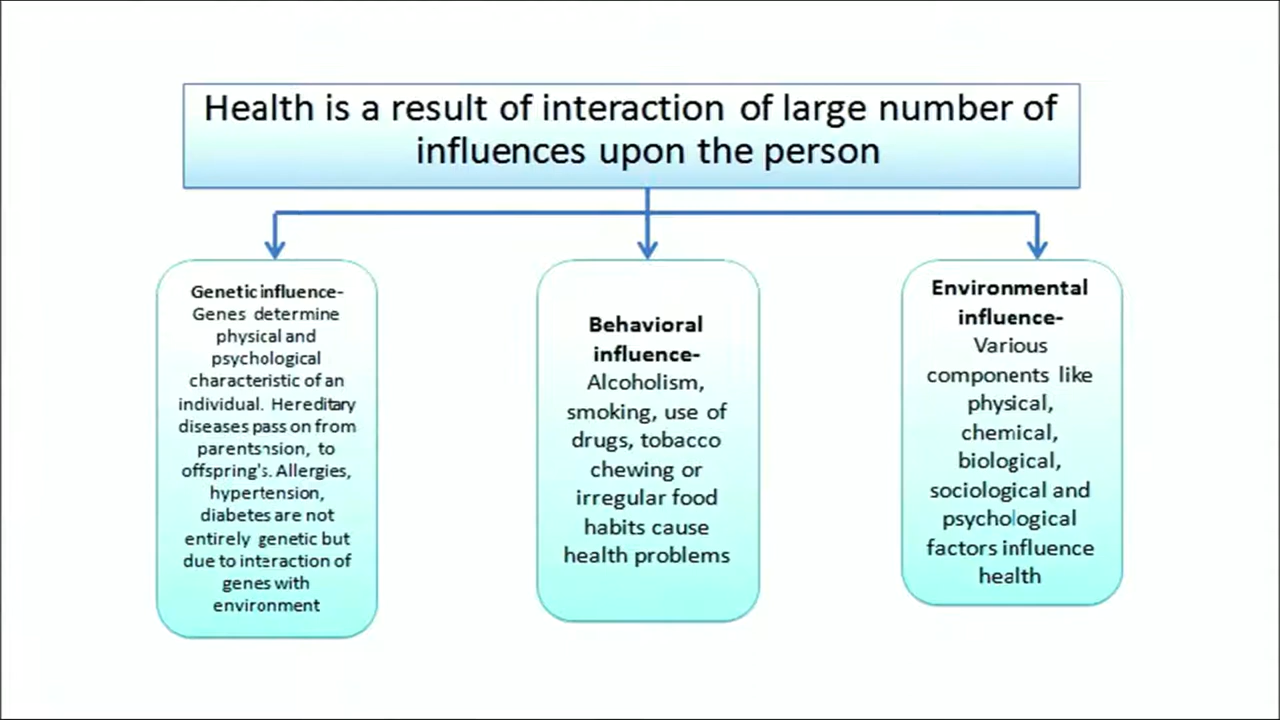 Health is a result of interaction of large number of
influences upon the person
Genetic influence-
Genes determine
physical and
psychological
characteristic of an
individual. Hereditary
diseases pass on from
parentsnsion, to
offspring's. Allergies,
hypertension,
diabetes are not
entirely genetic but
due to interaction of
genes with
environment
Behavioral
influence-
Alcoholism,
smoking, use of
drugs, tobacco
chewing or
irregular food
habits cause
health problems
Environmental
influence-
Various
components like
physical,
chemical,
biological,
sociological and
psychological
factors influence
health